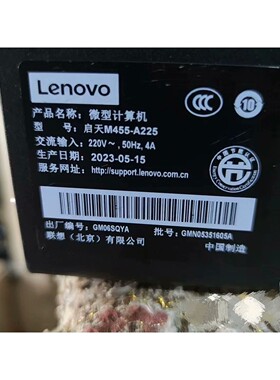 Lenovo
产品名称：微型计算机
型　号：启天M455-A225
交流输入：220V～, 50Hz, 4A
生产日期：2023-05-15
服务网址：http://support.lenovo.com.cn
出厂编号：GM06SQYA
批号：GMN05351605A
联想（北京）有限公司
中国制造
10